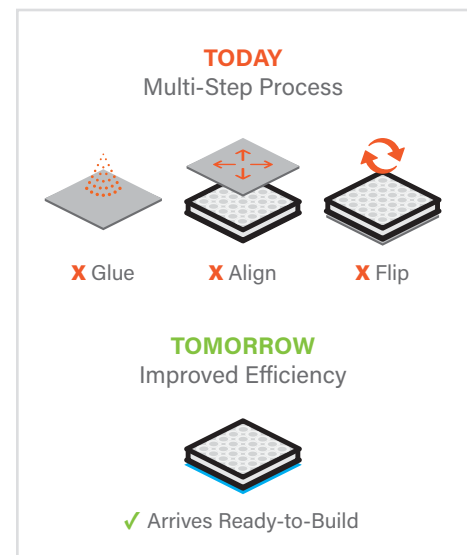 TODAY
Multi-Step Process
X Glue
X Align
X Flip
TOMORROW
Improved Efficiency
✓ Arrives Ready-to-Build